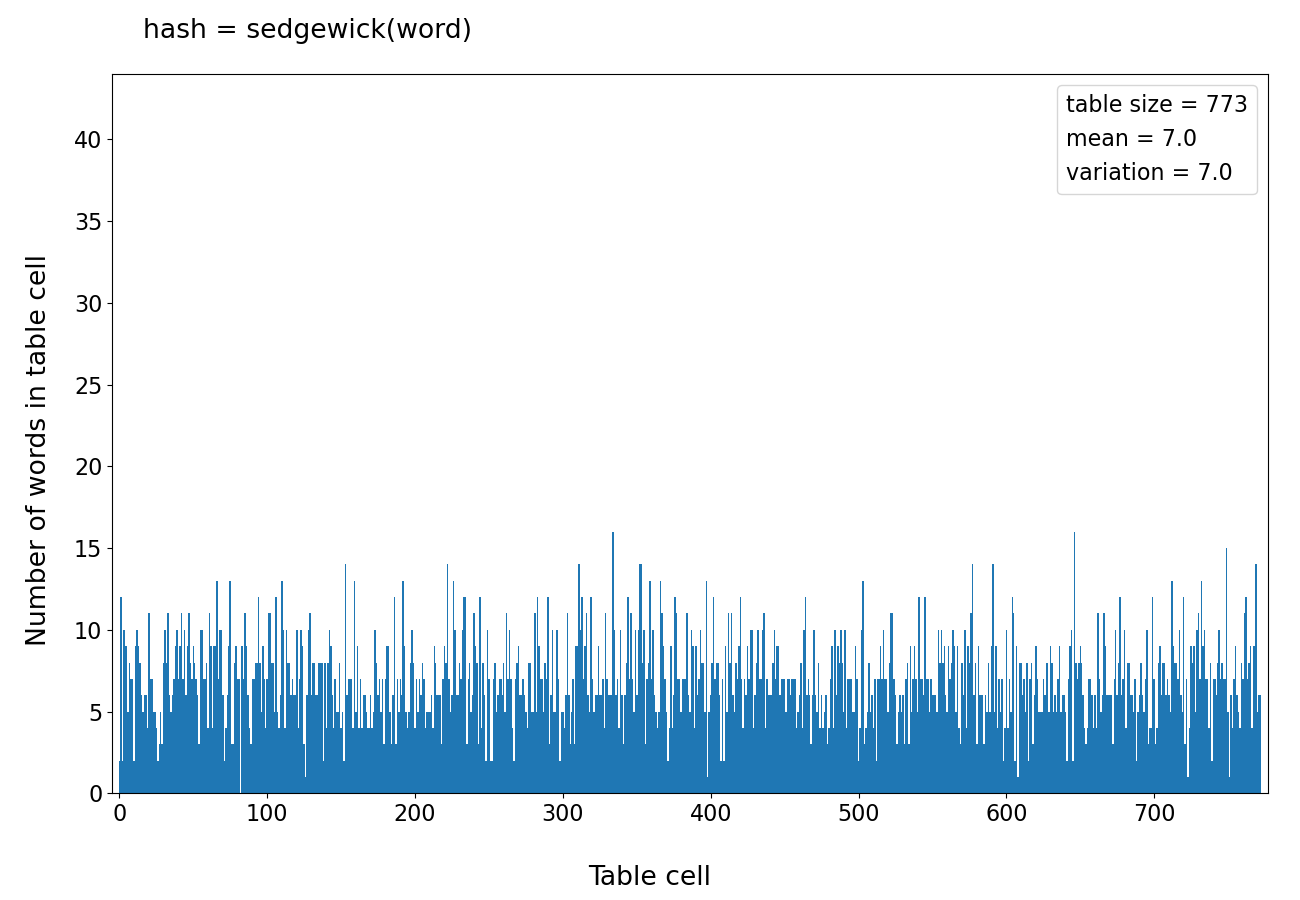 hash = sedgewick(word)
table size = 773
mean = 7.0
variation = 7.0
40
35
30
25
20
15
10
5
0
Number of words in table cell
0 100 200 300 400 500 600 700
Table cell